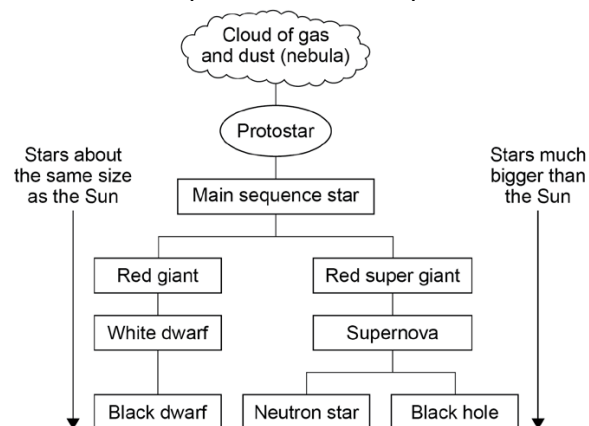 Cloud of gas
and dust (nebula)
Protostar
Stars about
the same size
as the Sun
Stars much
bigger than
the Sun
Main sequence star
Red giant
Red super giant
White dwarf
Supernova
Black dwarf
Neutron star
Black hole